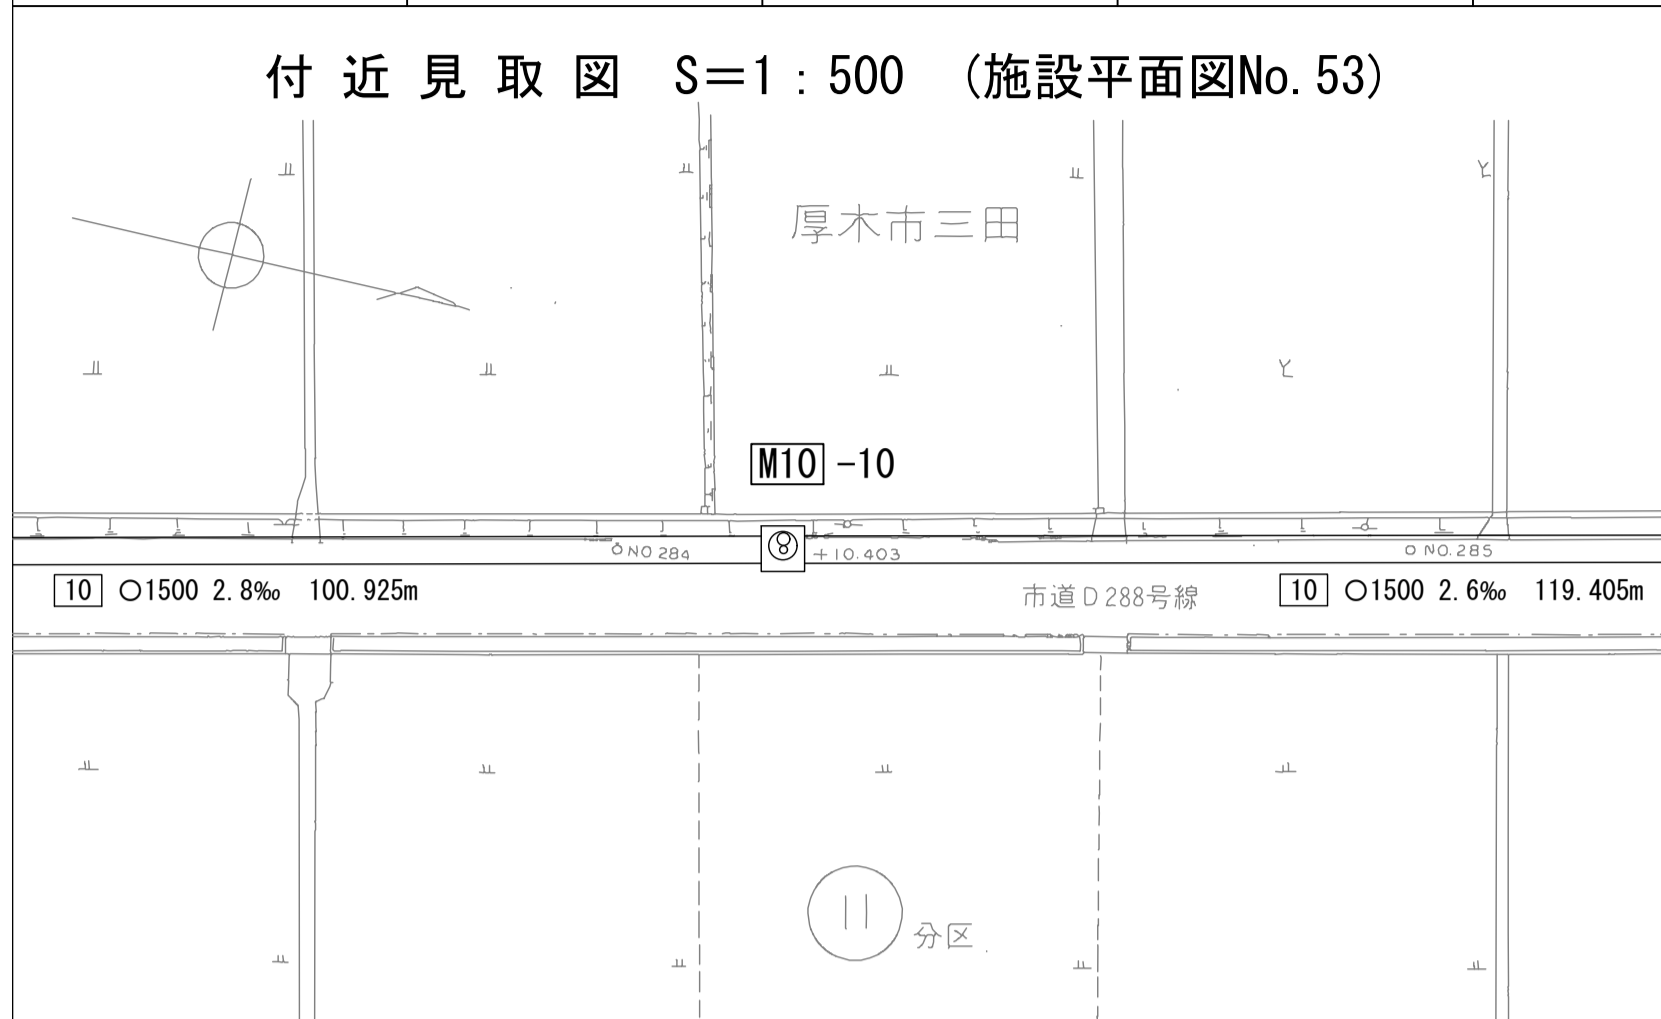 付近見取図 S=1:500 (施設平面図No.53)
厚木市三田
M10 -10
NO 284
8
+10.403
NO.285
10 ○1500 2.8‰ 100.925m
市道D288号線
10 ○1500 2.6‰ 119.405m
11 分区